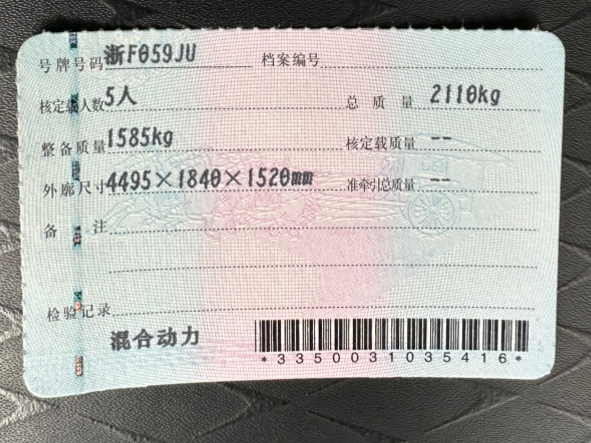 号牌号码 浙F059JU 档案编号
核定载人数 5人 总质量 2110kg
整备质量 1585kg 核定载质量 --
外廓尺寸 4495×1840×1520mm 准牵引总质量 --
备注
检验记录
混合动力
*3350031035416*